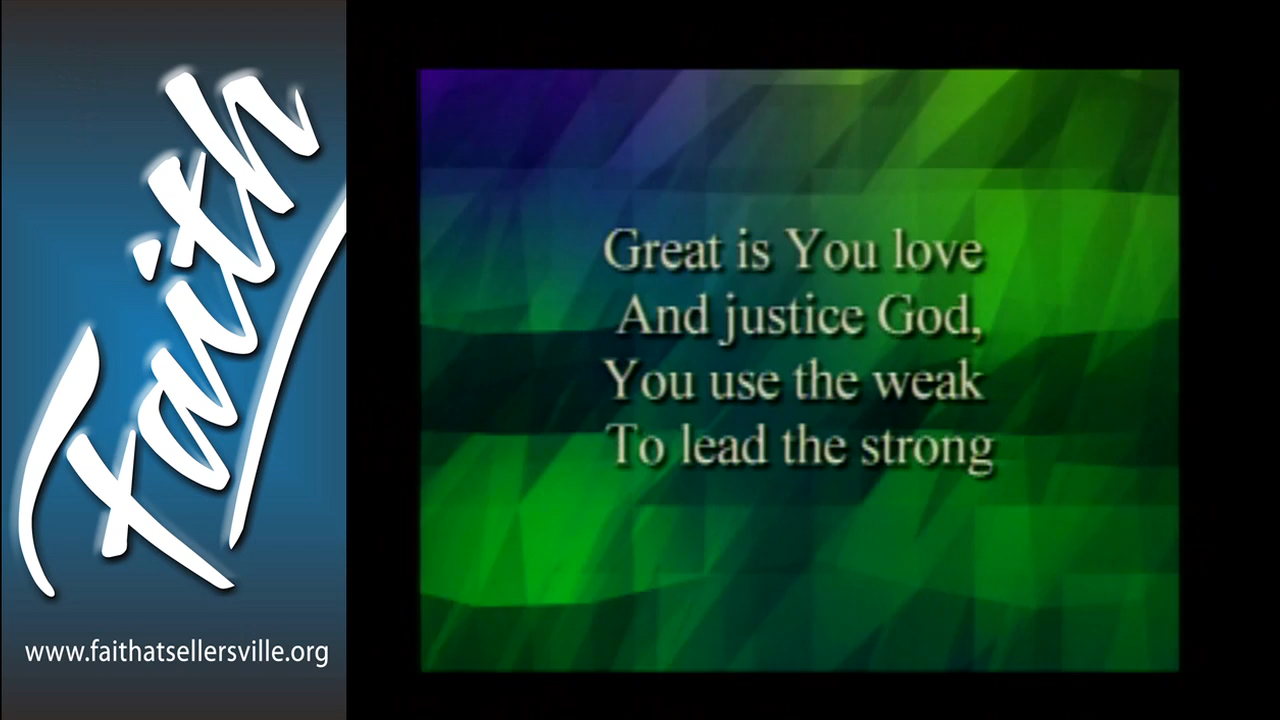 Faith
www.faithatsellersville.org
Great is You love
And justice God,
You use the weak
To lead the strong